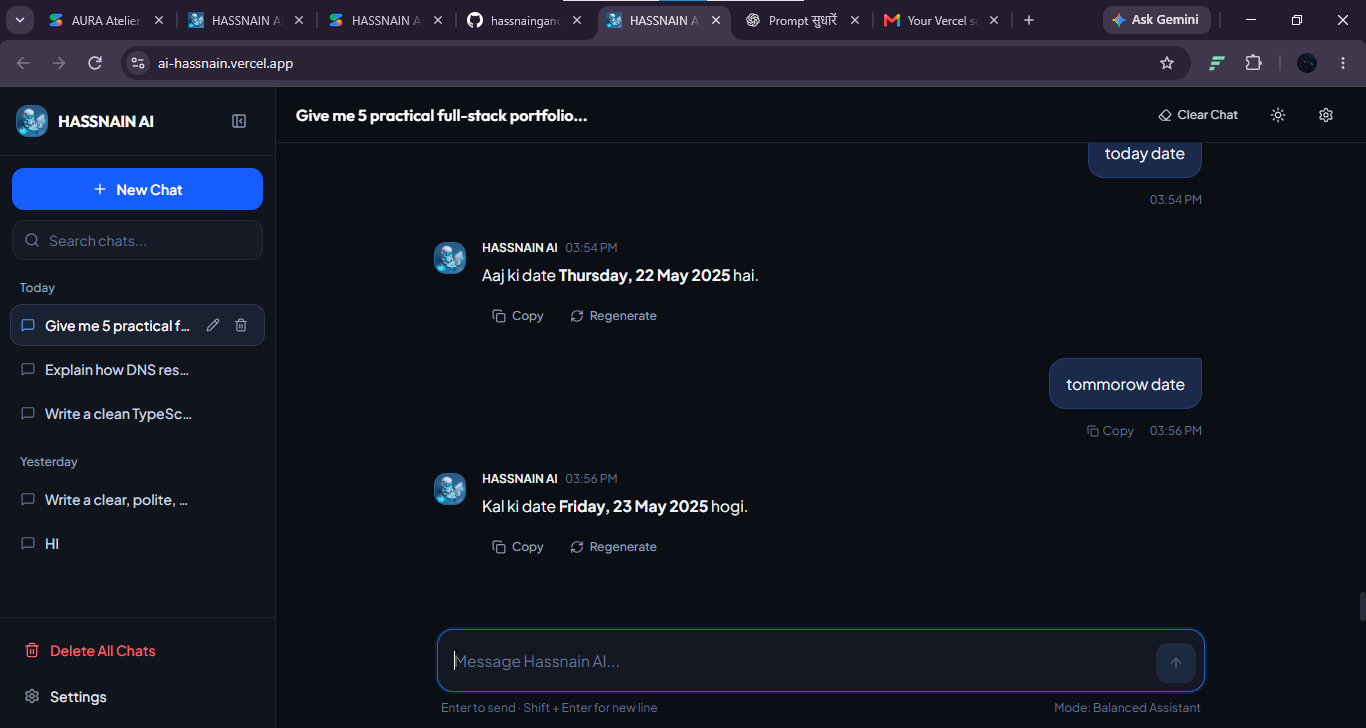 AURA Atelier
HASSNAIN A
HASSNAIN A
hassnaingand
HASSNAIN A
Prompt सुधारें
Your Vercel s
Ask Gemini
ai-hassnain.vercel.app
HASSNAIN AI
New Chat
Search chats...
Today
Give me 5 practical f...
Explain how DNS res...
Write a clean TypeSc...
Yesterday
Write a clear, polite, ...
HI
Delete All Chats
Settings
Give me 5 practical full-stack portfolio...
Clear Chat
today date
03:54 PM
HASSNAIN AI 03:54 PM
Aaj ki date Thursday, 22 May 2025 hai.
Copy Regenerate
tommorow date
Copy 03:56 PM
HASSNAIN AI 03:56 PM
Kal ki date Friday, 23 May 2025 hogi.
Copy Regenerate
Message Hassnain AI...
Enter to send · Shift + Enter for new line
Mode: Balanced Assistant